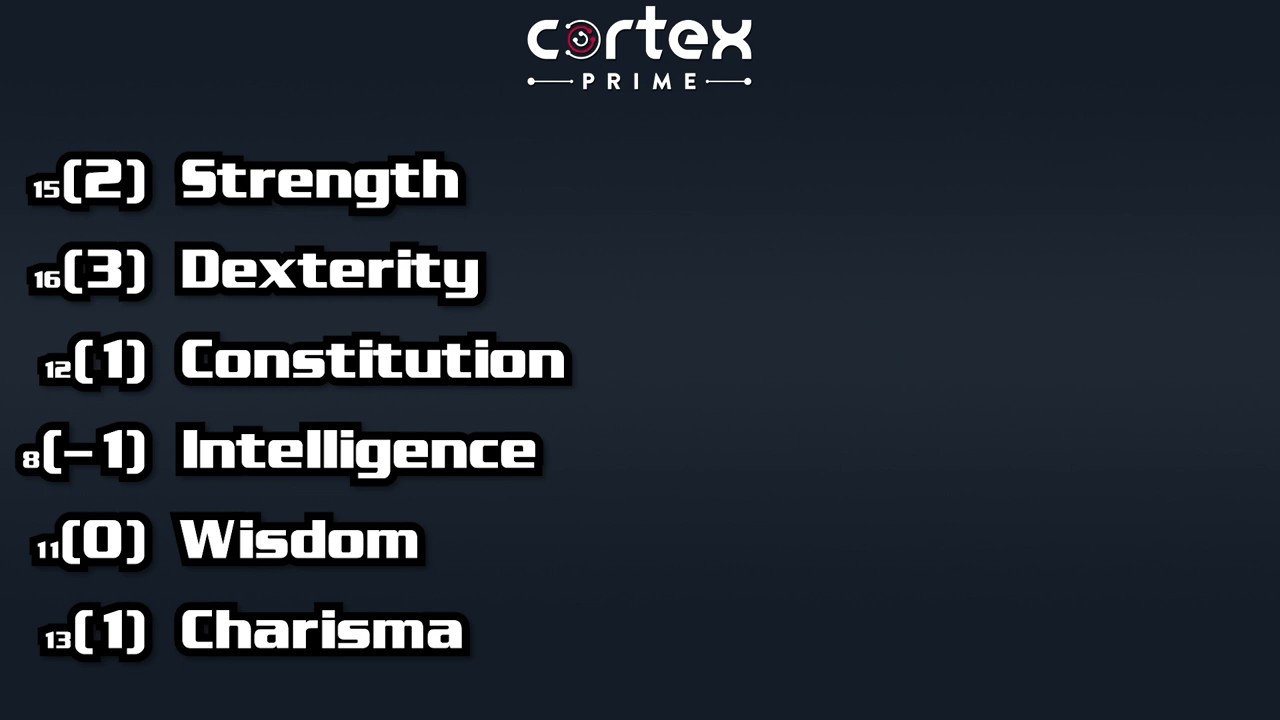 cortex
PRIME
15(2) Strength
16(3) Dexterity
12(1) Constitution
8(-1) Intelligence
11(0) Wisdom
13(1) Charisma